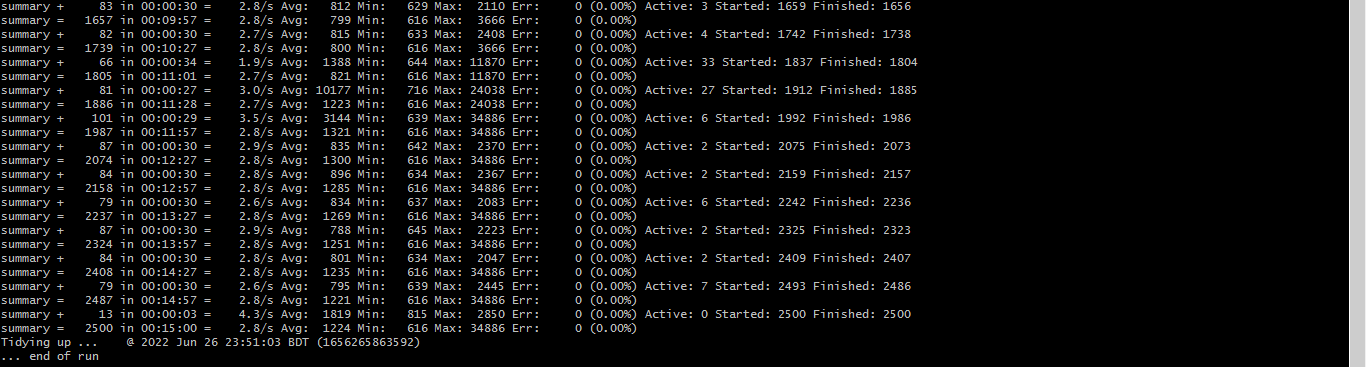 summary +     83 in 00:00:30 =    2.8/s Avg:   812 Min:   629 Max:  2110 Err:     0 (0.00%) Active: 3 Started: 1659 Finished: 1656
summary =   1657 in 00:09:57 =    2.8/s Avg:   799 Min:   616 Max:  3666 Err:     0 (0.00%)
summary +     82 in 00:00:30 =    2.7/s Avg:   815 Min:   633 Max:  2408 Err:     0 (0.00%) Active: 4 Started: 1742 Finished: 1738
summary =   1739 in 00:10:27 =    2.8/s Avg:   800 Min:   616 Max:  3666 Err:     0 (0.00%)
summary +     66 in 00:00:34 =    1.9/s Avg:  1388 Min:   644 Max: 11870 Err:     0 (0.00%) Active: 33 Started: 1837 Finished: 1804
summary =   1805 in 00:11:01 =    2.7/s Avg:   821 Min:   616 Max: 11870 Err:     0 (0.00%)
summary +     81 in 00:00:27 =    3.0/s Avg: 10177 Min:   716 Max: 24038 Err:     0 (0.00%) Active: 27 Started: 1912 Finished: 1885
summary =   1886 in 00:11:28 =    2.7/s Avg:  1223 Min:   616 Max: 24038 Err:     0 (0.00%)
summary +    101 in 00:00:29 =    3.5/s Avg:  3144 Min:   639 Max: 34886 Err:     0 (0.00%) Active: 6 Started: 1992 Finished: 1986
summary =   1987 in 00:11:57 =    2.8/s Avg:  1321 Min:   616 Max: 34886 Err:     0 (0.00%)
summary +     87 in 00:00:30 =    2.9/s Avg:   835 Min:   642 Max:  2370 Err:     0 (0.00%) Active: 2 Started: 2075 Finished: 2073
summary =   2074 in 00:12:27 =    2.8/s Avg:  1300 Min:   616 Max: 34886 Err:     0 (0.00%)
summary +     84 in 00:00:30 =    2.8/s Avg:   896 Min:   634 Max:  2367 Err:     0 (0.00%) Active: 2 Started: 2159 Finished: 2157
summary =   2158 in 00:12:57 =    2.8/s Avg:  1285 Min:   616 Max: 34886 Err:     0 (0.00%)
summary +     79 in 00:00:30 =    2.6/s Avg:   834 Min:   637 Max:  2083 Err:     0 (0.00%) Active: 6 Started: 2242 Finished: 2236
summary =   2237 in 00:13:27 =    2.8/s Avg:  1269 Min:   616 Max: 34886 Err:     0 (0.00%)
summary +     87 in 00:00:30 =    2.9/s Avg:   788 Min:   645 Max:  2223 Err:     0 (0.00%) Active: 2 Started: 2325 Finished: 2323
summary =   2324 in 00:13:57 =    2.8/s Avg:  1251 Min:   616 Max: 34886 Err:     0 (0.00%)
summary +     84 in 00:00:30 =    2.8/s Avg:   801 Min:   634 Max:  2047 Err:     0 (0.00%) Active: 2 Started: 2409 Finished: 2407
summary =   2408 in 00:14:27 =    2.8/s Avg:  1235 Min:   616 Max: 34886 Err:     0 (0.00%)
summary +     79 in 00:00:30 =    2.6/s Avg:   795 Min:   639 Max:  2445 Err:     0 (0.00%) Active: 7 Started: 2493 Finished: 2486
summary =   2487 in 00:14:57 =    2.8/s Avg:  1221 Min:   616 Max: 34886 Err:     0 (0.00%)
summary +     13 in 00:00:03 =    4.3/s Avg:  1819 Min:   815 Max:  2850 Err:     0 (0.00%) Active: 0 Started: 2500 Finished: 2500
summary =   2500 in 00:15:00 =    2.8/s Avg:  1224 Min:   616 Max: 34886 Err:     0 (0.00%)
Tidying up ...    @ 2022 Jun 26 23:51:03 BDT (1656265863592)
... end of run